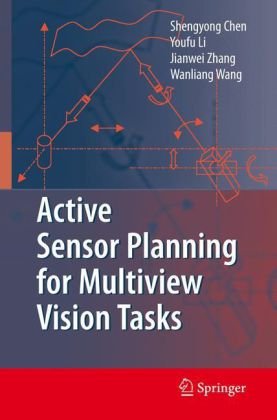 Shengyong Chen
Youfu Li
Jianwei Zhang
Wanliang Wang
Active
Sensor Planning
for Multiview
Vision Tasks
Springer